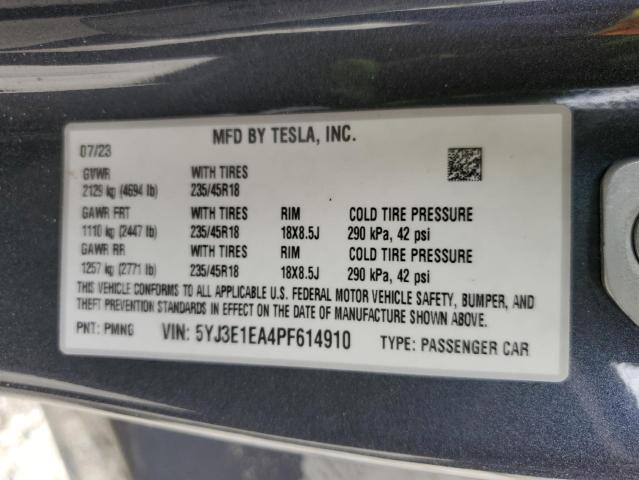 MFD BY TESLA, INC.
07/23
GVWR WITH TIRES
2129 kg (4694 lb) 235/45R18
GAWR FRT WITH TIRES RIM COLD TIRE PRESSURE
1110 kg (2447 lb) 235/45R18 18X8.5J 290 kPa, 42 psi
GAWR RR WITH TIRES RIM COLD TIRE PRESSURE
1257 kg (2771 lb) 235/45R18 18X8.5J 290 kPa, 42 psi
THIS VEHICLE CONFORMS TO ALL APPLICABLE U.S. FEDERAL MOTOR VEHICLE SAFETY, BUMPER, AND
THEFT PREVENTION STANDARDS IN EFFECT ON THE DATE OF MANUFACTURE SHOWN ABOVE.
PNT: PMNG VIN: 5YJ3E1EA4PF614910 TYPE: PASSENGER CAR